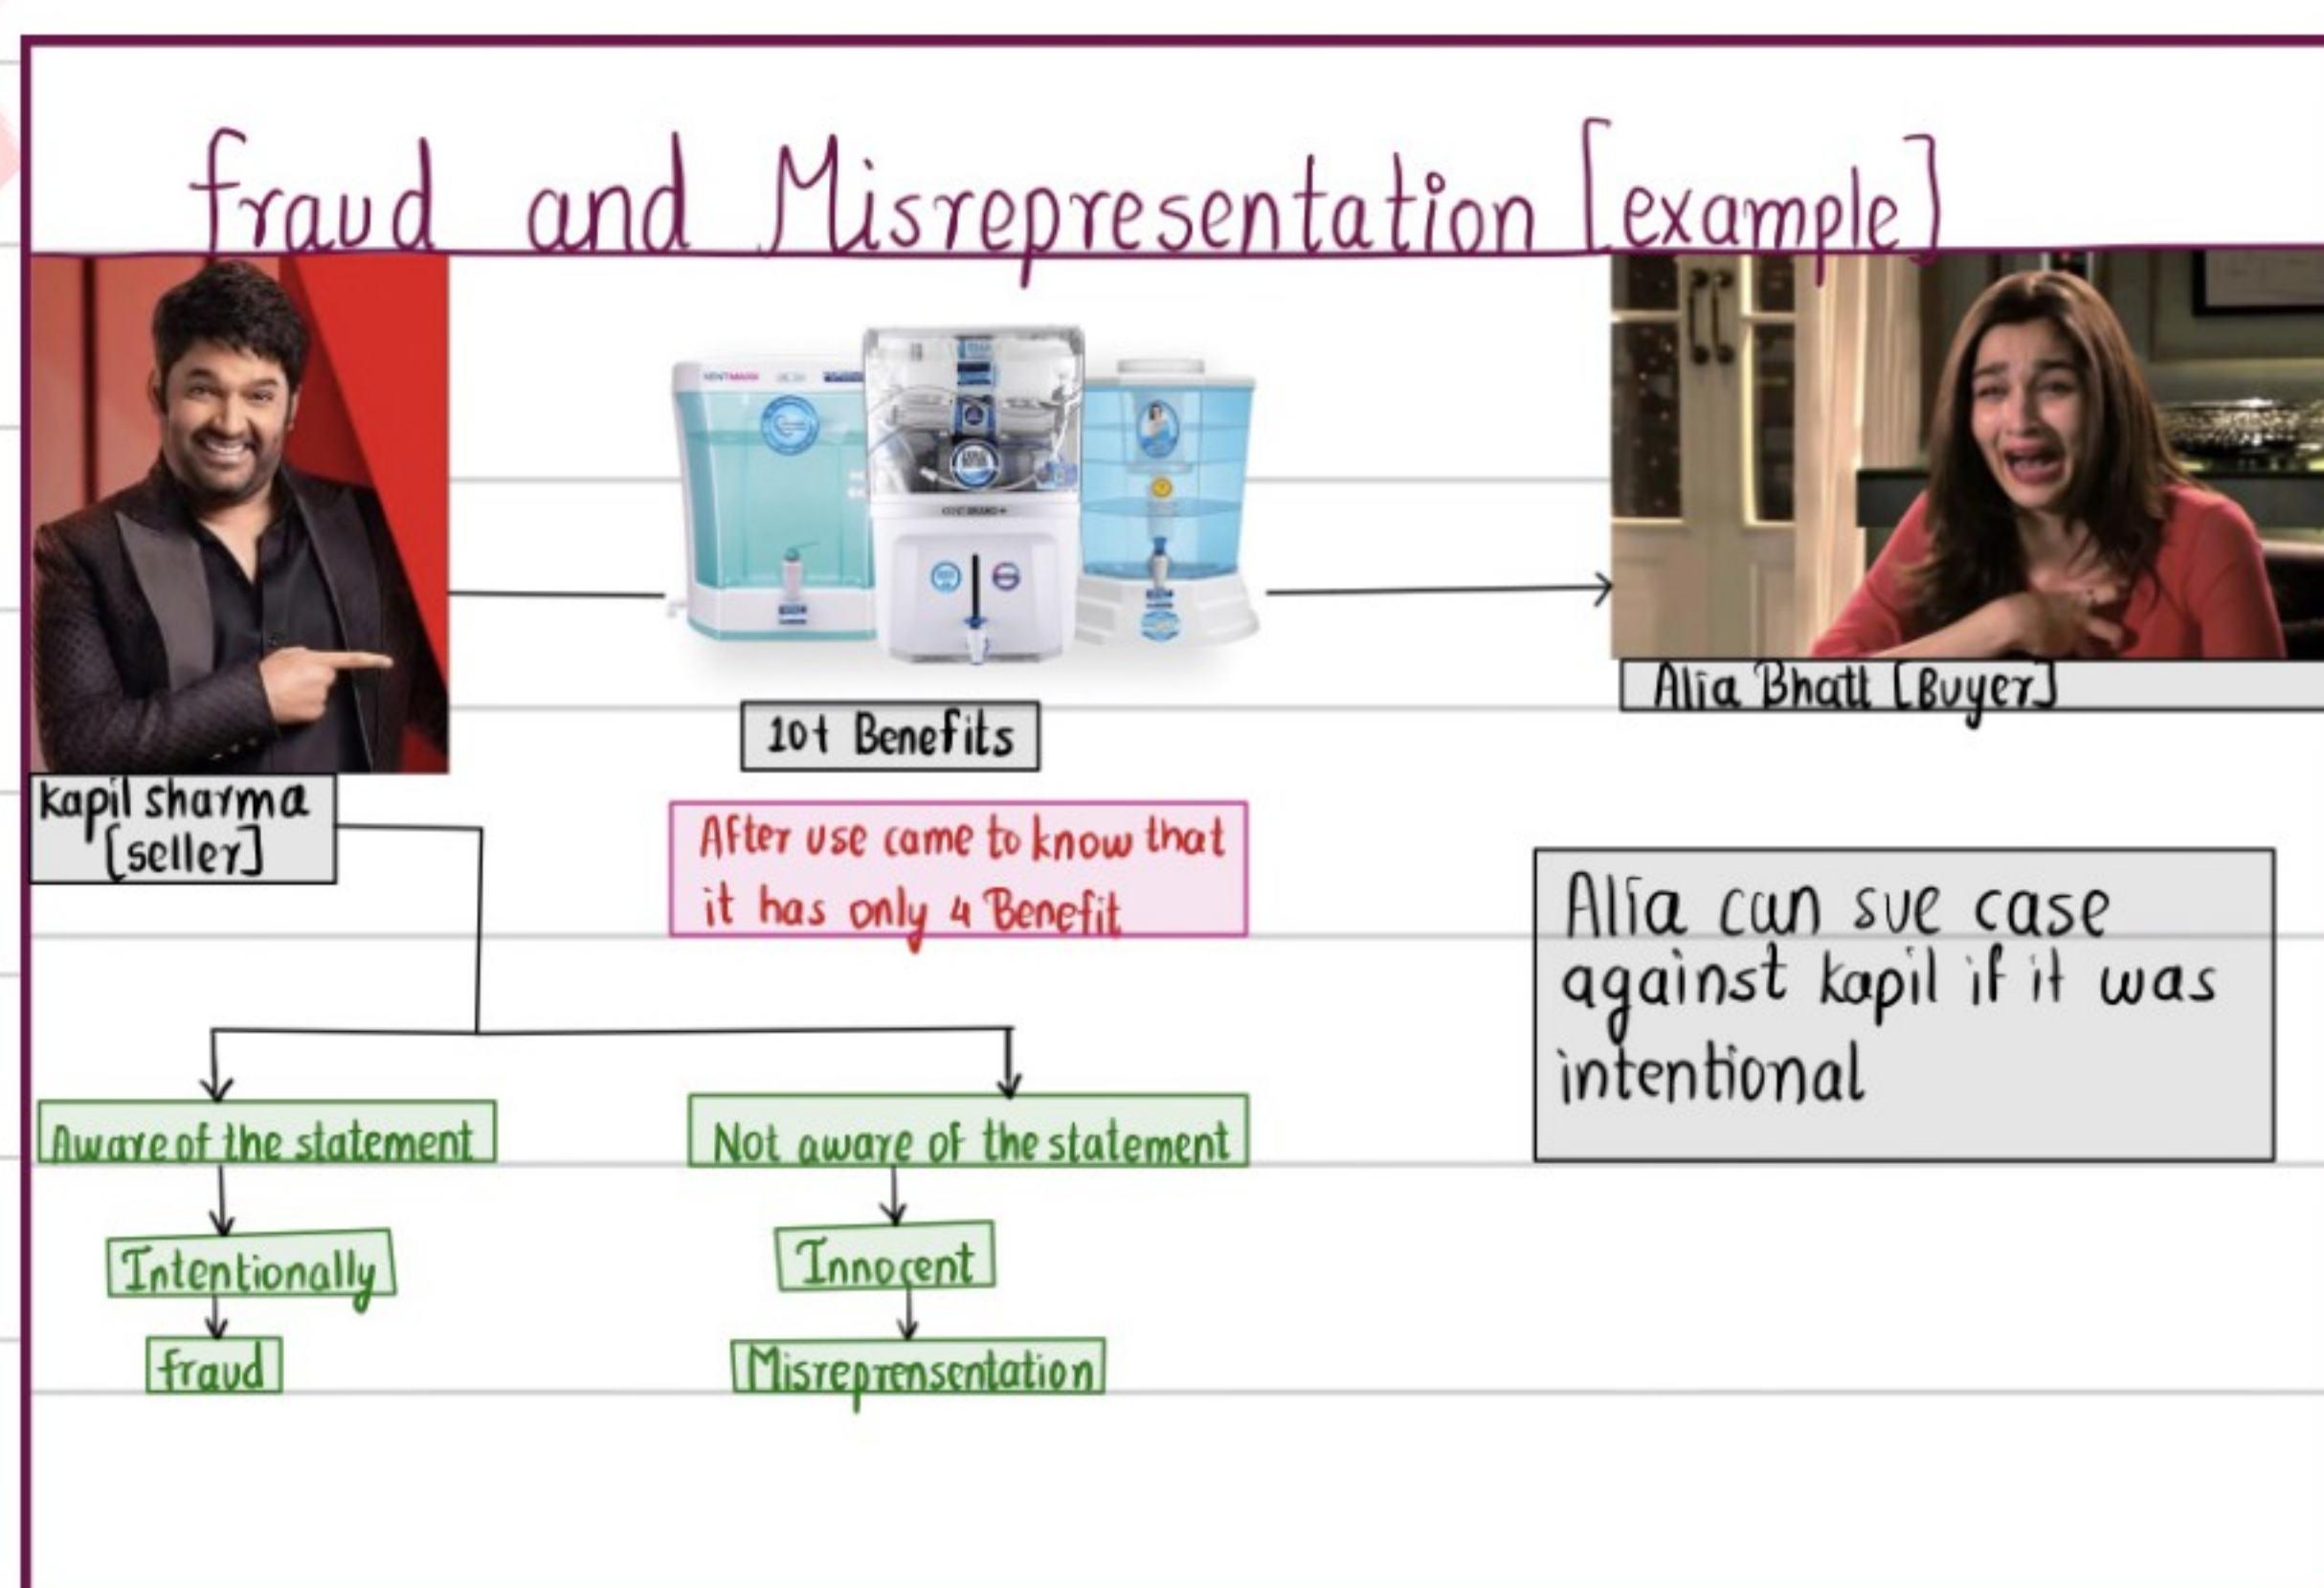 fraud and Misrepresentation [example]
KENT
Alia Bhatt [Buyer]
10+ Benefits
kapil sharma
[seller]
After use came to know that
it has only 4 Benefit
Alia can sue case
against kapil if it was
intentional
Aware of the statement
Not aware of the statement
Intentionally
Innocent
fraud
Misreprensentation